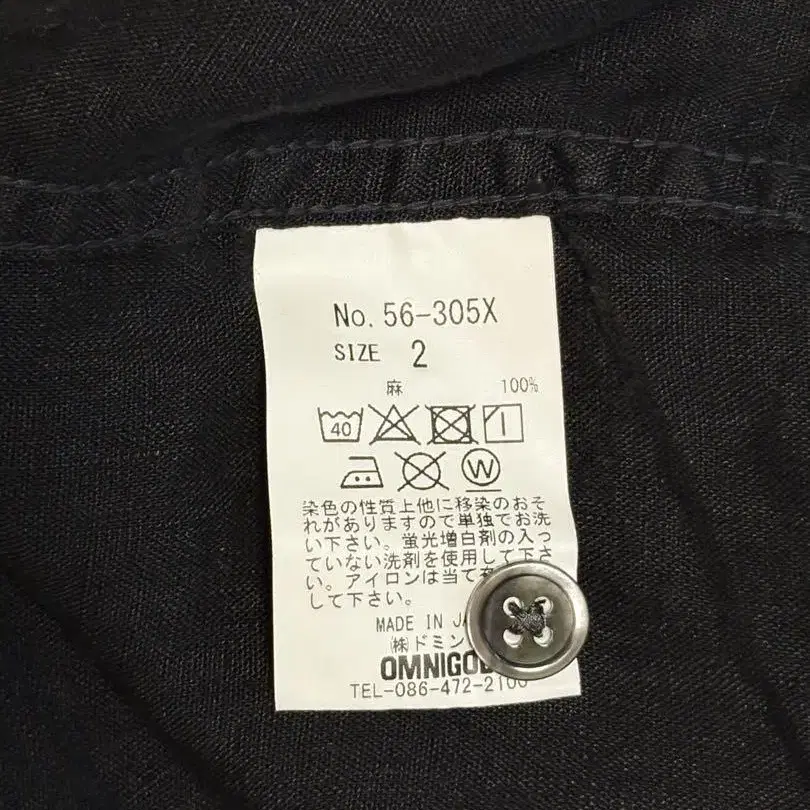 No. 56-305X
SIZE 2
麻 100%
40
W
染色の性質上他に移染のおそ
れがありますので単独でお洗
い下さい。蛍光増白剤の入っ
ていない洗剤を使用して下さ
い。アイロンは当て
して下さい。
MADE IN
㈱ドミン
OMNIGOD
TEL-086-472-2100